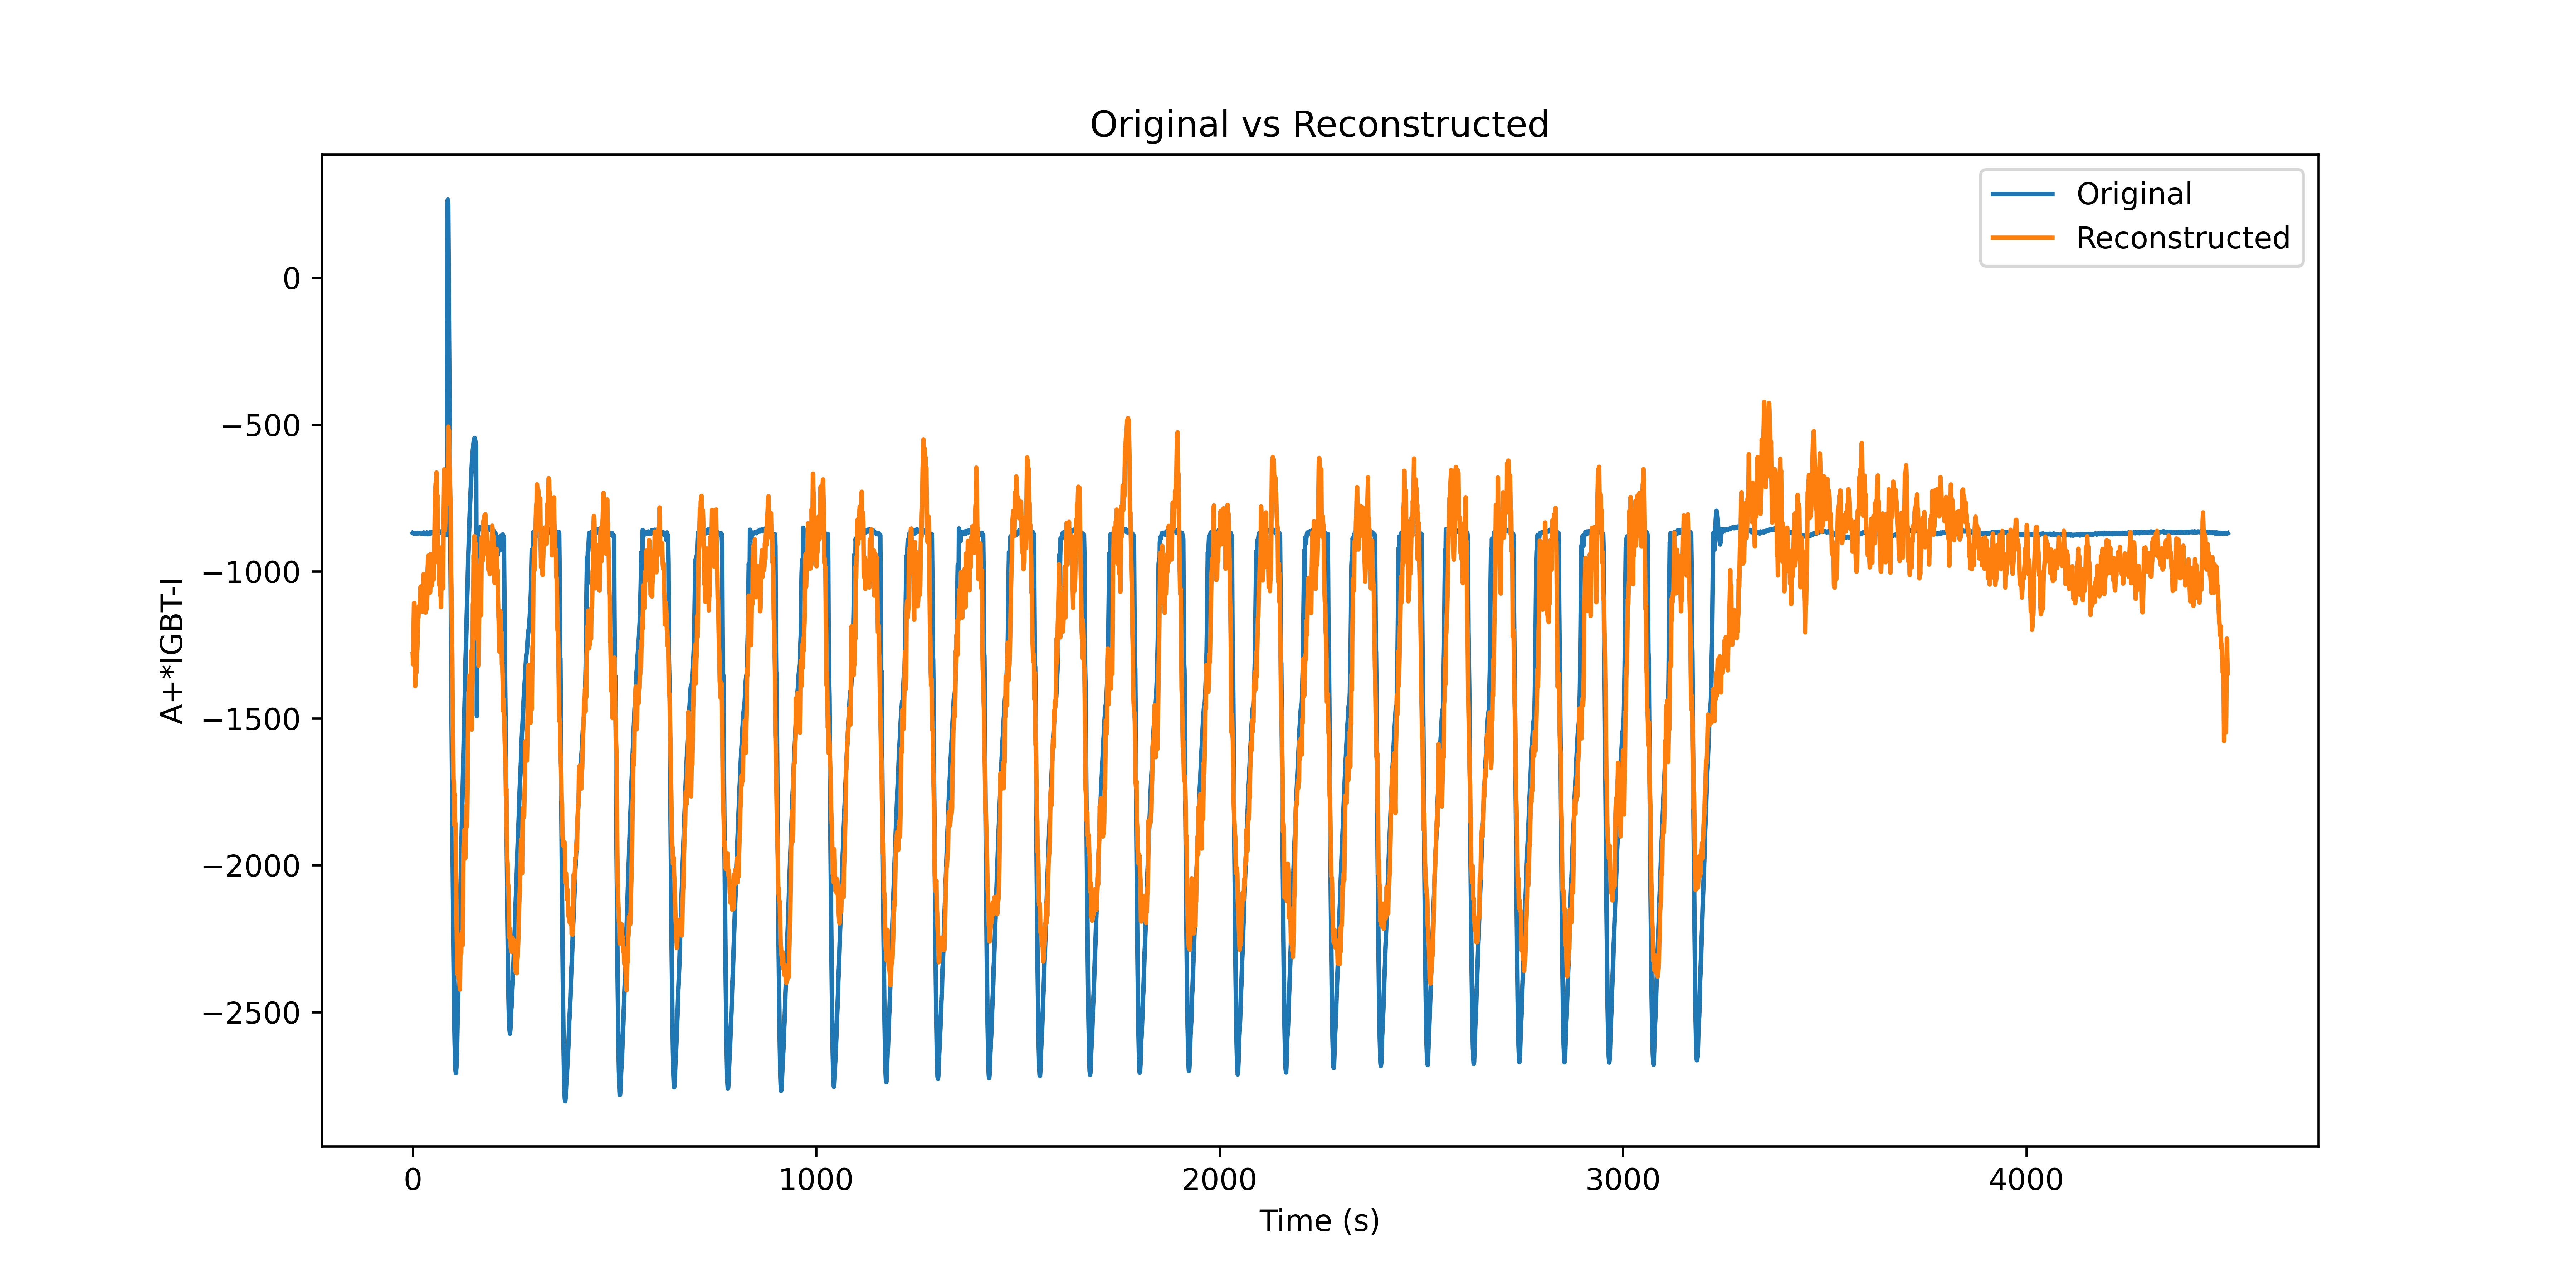 Original vs Reconstructed
Original
Reconstructed
0
−500
−1000
−1500
−2000
−2500
A+*IGBT-I
0
1000
2000
3000
4000
Time (s)